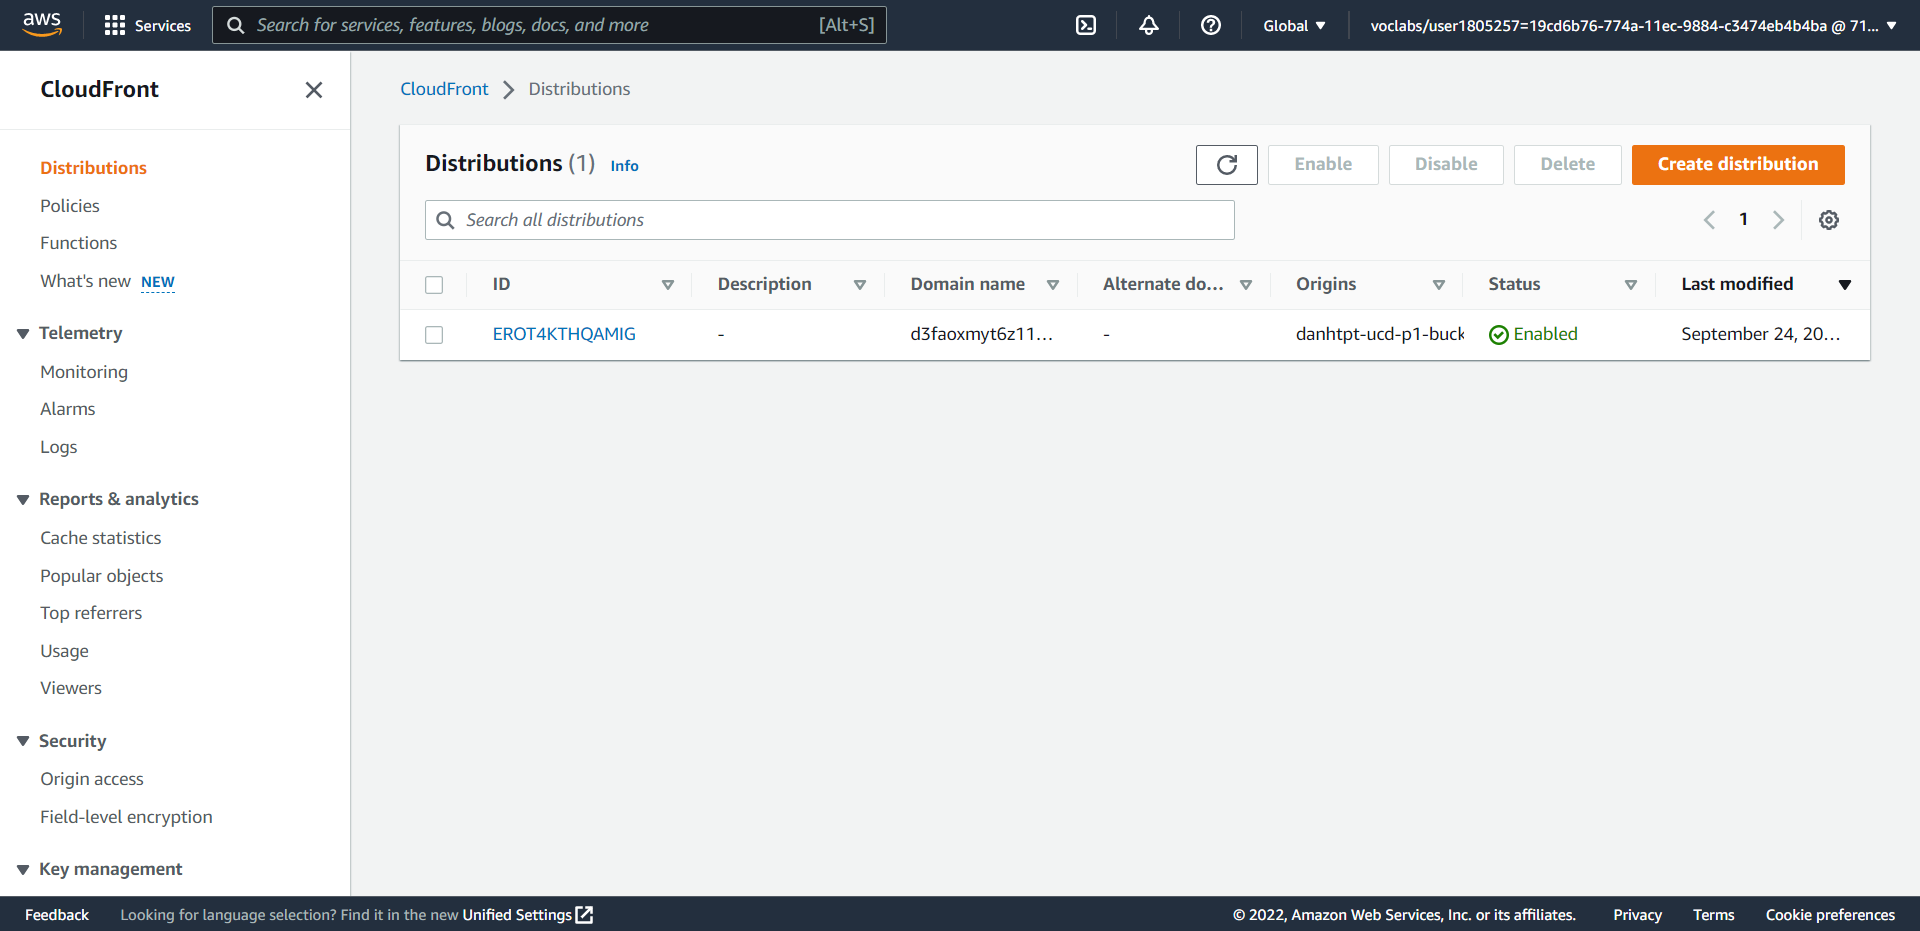 aws Services Search for services, features, blogs, docs, and more [Alt+S] Global voclabs/user1805257=19cd6b76-774a-11ec-9884-c3474eb4b4ba @ 71...
CloudFront
Distributions
Policies
Functions
What's new NEW
Telemetry
Monitoring
Alarms
Logs
Reports & analytics
Cache statistics
Popular objects
Top referrers
Usage
Viewers
Security
Origin access
Field-level encryption
Key management
CloudFront Distributions
Distributions (1) Info Enable Disable Delete Create distribution
Search all distributions 1
ID Description Domain name Alternate do... Origins Status Last modified
EROT4KTHQAMIG - d3faoxmyt6z11... - danhtpt-ucd-p1-buck Enabled September 24, 20...
Feedback Looking for language selection? Find it in the new Unified Settings © 2022, Amazon Web Services, Inc. or its affiliates. Privacy Terms Cookie preferences